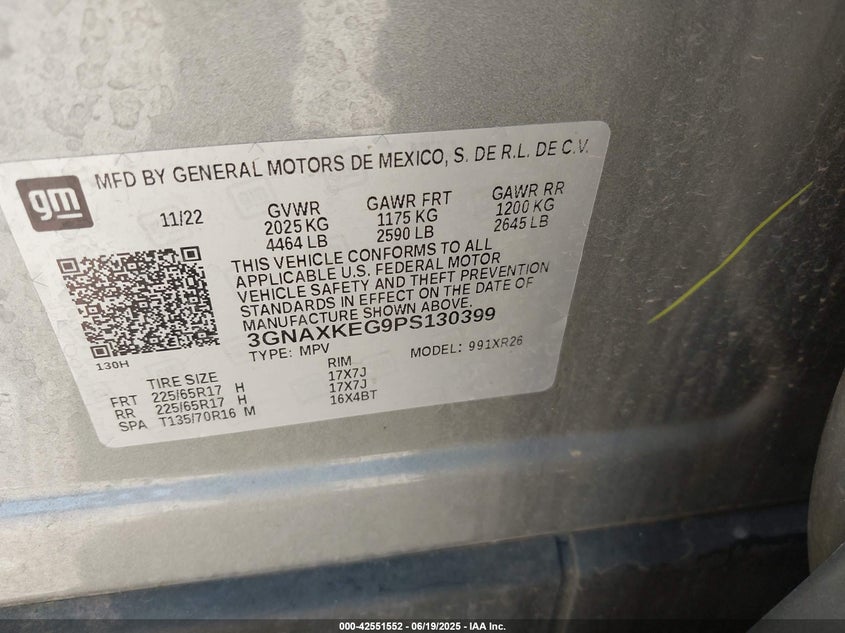 gm
MFD BY GENERAL MOTORS DE MEXICO, S. DE R.L. DE C.V.
11/22
GVWR GAWR FRT GAWR RR
2025 KG 1175 KG 1200 KG
4464 LB 2590 LB 2645 LB
THIS VEHICLE CONFORMS TO ALL
APPLICABLE U.S. FEDERAL MOTOR
VEHICLE SAFETY AND THEFT PREVENTION
STANDARDS IN EFFECT ON THE DATE OF
MANUFACTURE SHOWN ABOVE.
3GNAXKEG9PS130399
TYPE: MPV MODEL: 991XR26
130H
TIRE SIZE RIM
FRT 225/65R17 H 17X7J
RR 225/65R17 H 17X7J
SPA T135/70R16 M 16X4BT
000-42551552 - 06/19/2025 - IAA Inc.